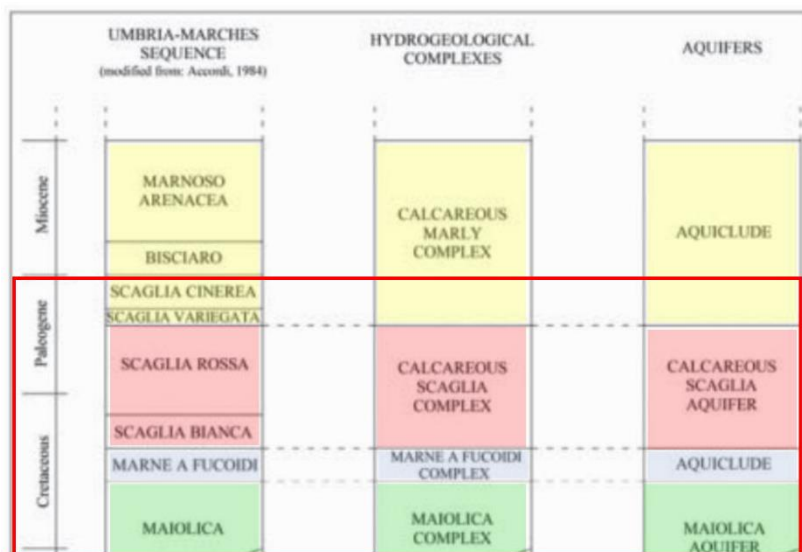 UMBRIA-MARCHES
SEQUENCE
(modified from: Accordi, 1984)
HYDROGEOLOGICAL
COMPLEXES
AQUIFERS
Miocene
MARNOSO
ARENACEA
BISCIARO
CALCAREOUS
MARLY
COMPLEX
AQUICLUDE
Paleogene
SCAGLIA CINEREA
SCAGLIA VARIEGATA
SCAGLIA ROSSA
CALCAREOUS
SCAGLIA
COMPLEX
CALCAREOUS
SCAGLIA
AQUIFER
Cretaceous
SCAGLIA BIANCA
MARNE A FUCOIDI
MARNE A FUCOIDI
COMPLEX
AQUICLUDE
MAIOLICA
MAIOLICA
COMPLEX
MAIOLICA
AQUIFER